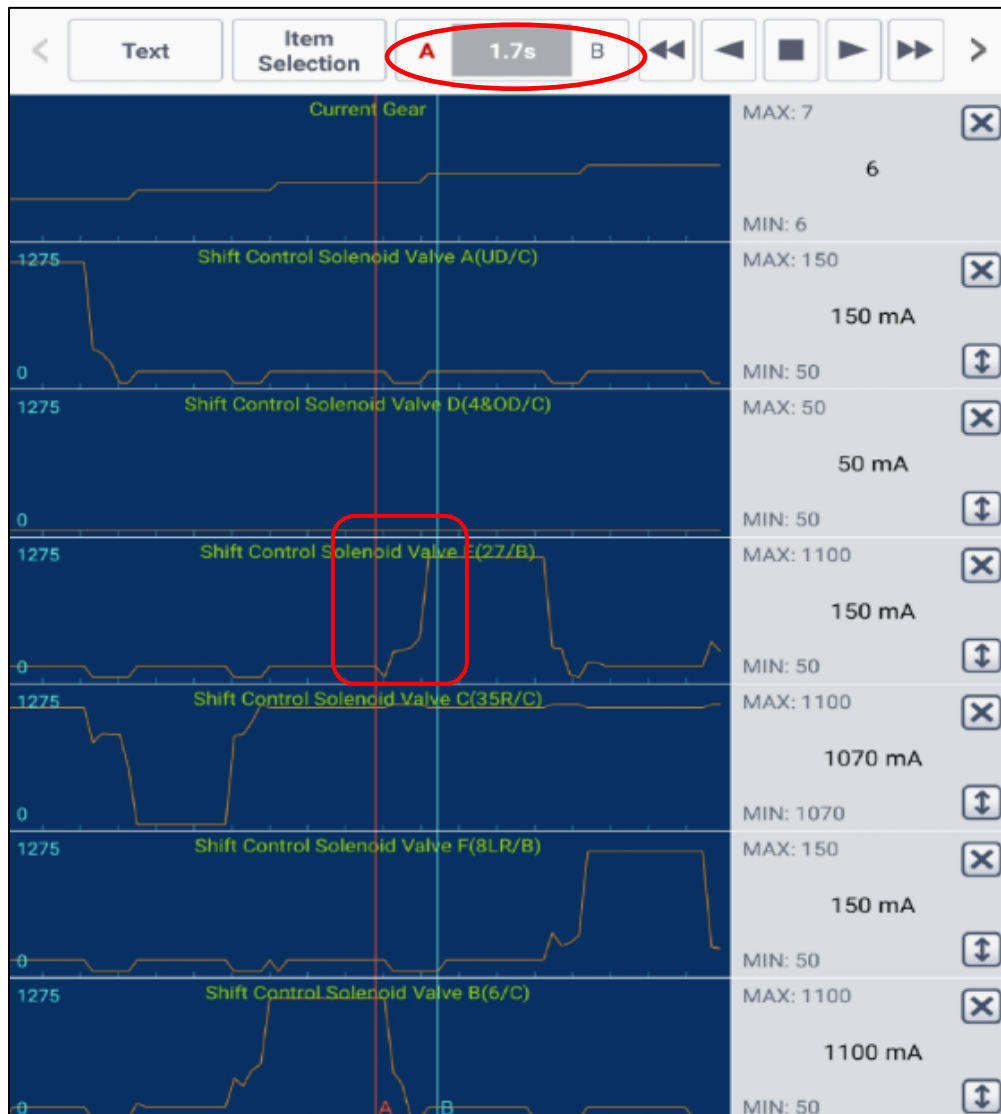 Text
Item
Selection
A 1.7s B
Current Gear
MAX: 7
6
MIN: 6
1275
Shift Control Solenoid Valve A(UD/C)
0
MAX: 150
150 mA
MIN: 50
1275
Shift Control Solenoid Valve D(4&OD/C)
0
MAX: 50
50 mA
MIN: 50
1275
Shift Control Solenoid Valve E(27/B)
0
MAX: 1100
150 mA
MIN: 50
1275
Shift Control Solenoid Valve C(35R/C)
0
MAX: 1100
1070 mA
MIN: 1070
1275
Shift Control Solenoid Valve F(8LR/B)
0
MAX: 150
150 mA
MIN: 50
1275
Shift Control Solenoid Valve B(6/C)
0
A
B
MAX: 1100
1100 mA
MIN: 50